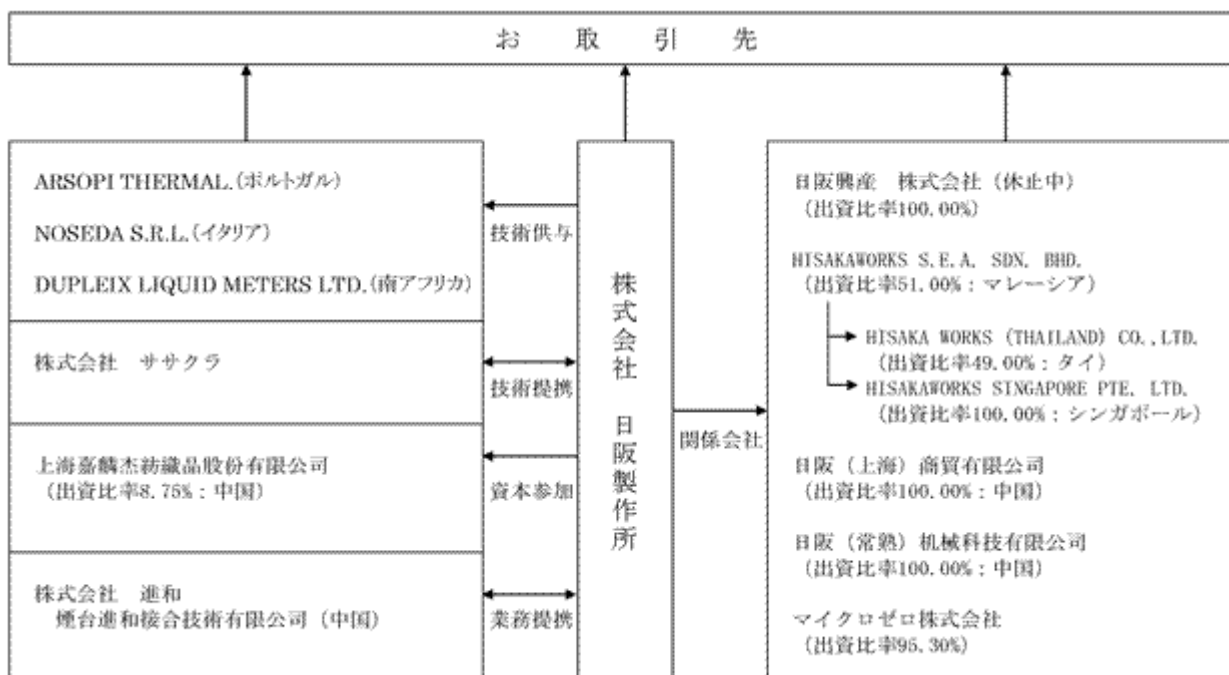 お取引先
ARSOPI THERMAL.(ポルトガル)
NOSEDA S.R.L.(イタリア)
DUPLEIX LIQUID METERS LTD.(南アフリカ)
技術供与
株式会社 ササクラ
技術提携
上海嘉麟杰紡織品股份有限公司
(出資比率8.75%:中国)
資本参加
株式会社 進和
煙台進和接合技術有限公司 (中国)
業務提携
株式会社 日阪製作所
関係会社
日阪興産 株式会社 (休止中)
(出資比率100.00%)
HISAKAWORKS S.E.A. SDN. BHD.
(出資比率51.00%:マレーシア)
HISAKA WORKS (THAILAND) CO.,LTD.
(出資比率49.00%:タイ)
HISAKAWORKS SINGAPORE PTE. LTD.
(出資比率100.00%:シンガポール)
日阪(上海)商貿有限公司
(出資比率100.00%:中国)
日阪(常熟)机械科技有限公司
(出資比率100.00%:中国)
マイクロゼロ株式会社
(出資比率95.30%)